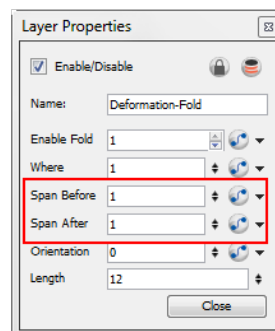 Layer Properties
Enable/Disable
Name: Deformation-Fold
Enable Fold 1
Where 1
Span Before 1
Span After 1
Orientation 0
Length 12
Close